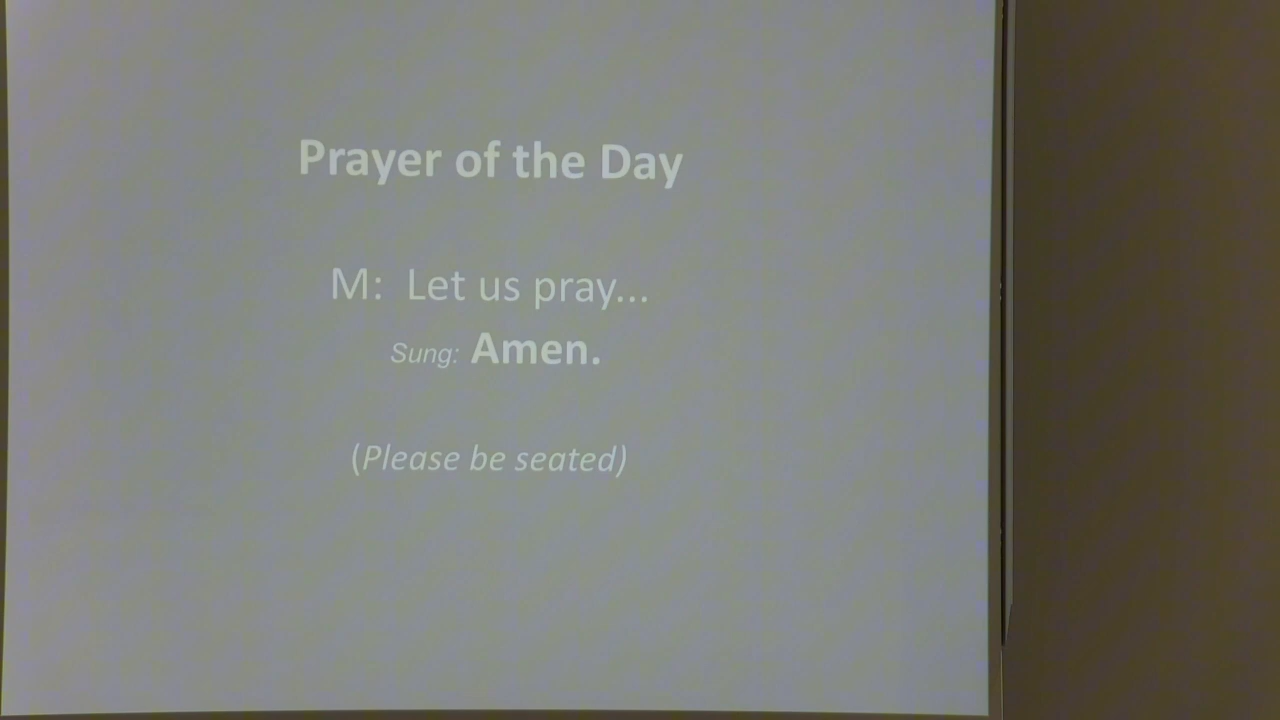 Prayer of the Day
M: Let us pray...
Sung: Amen.
(Please be seated)